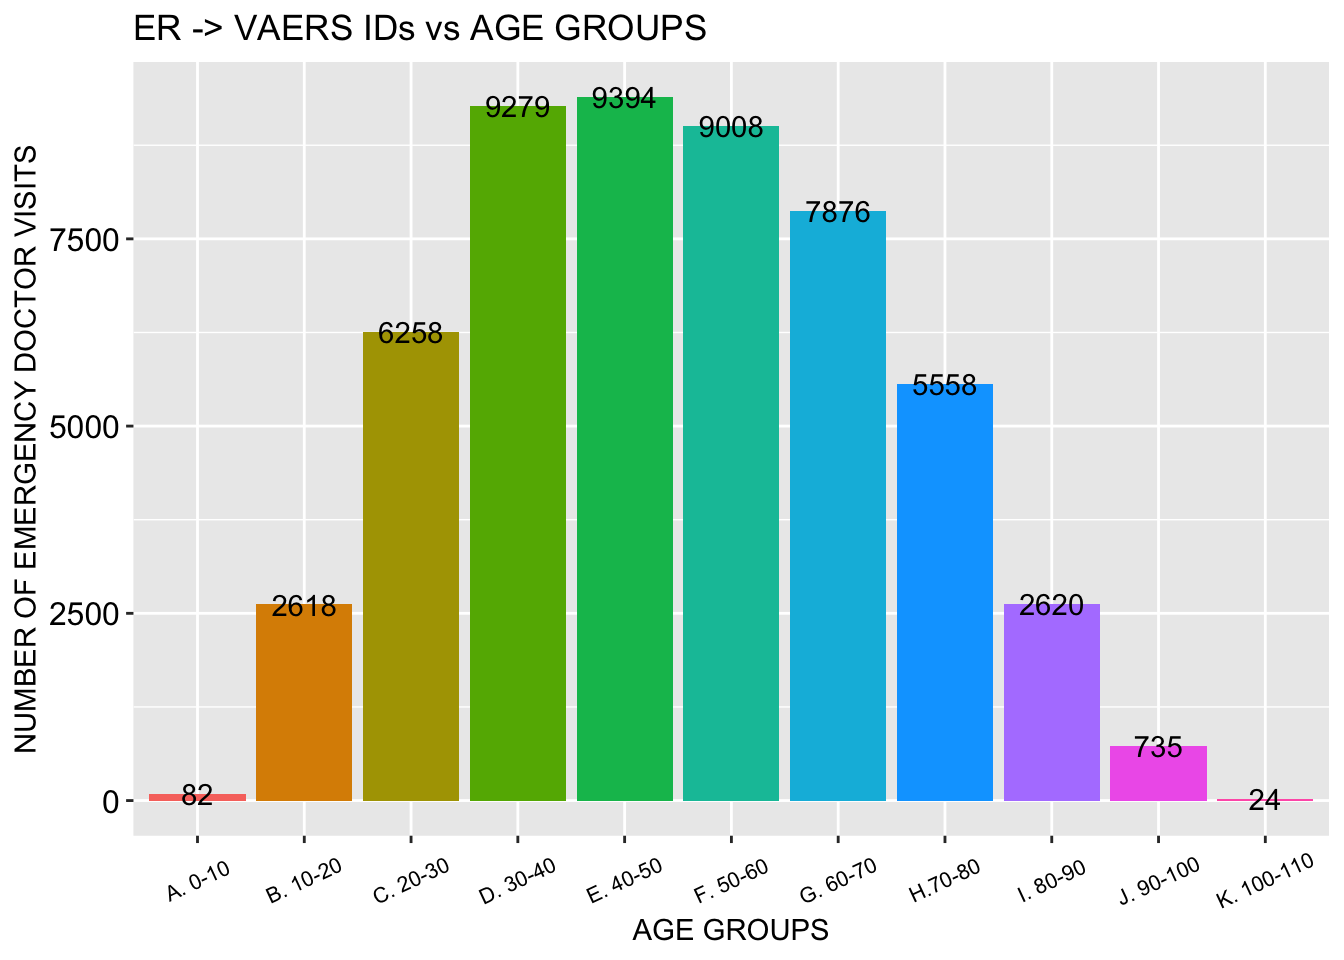 ER -> VAERS IDs vs AGE GROUPS
NUMBER OF EMERGENCY DOCTOR VISITS
7500
5000
2500
0
82
2618
6258
9279
9394
9008
7876
5558
2620
735
24
A. 0-10
B. 10-20
C. 20-30
D. 30-40
E. 40-50
F. 50-60
G. 60-70
H.70-80
I. 80-90
J. 90-100
K. 100-110
AGE GROUPS